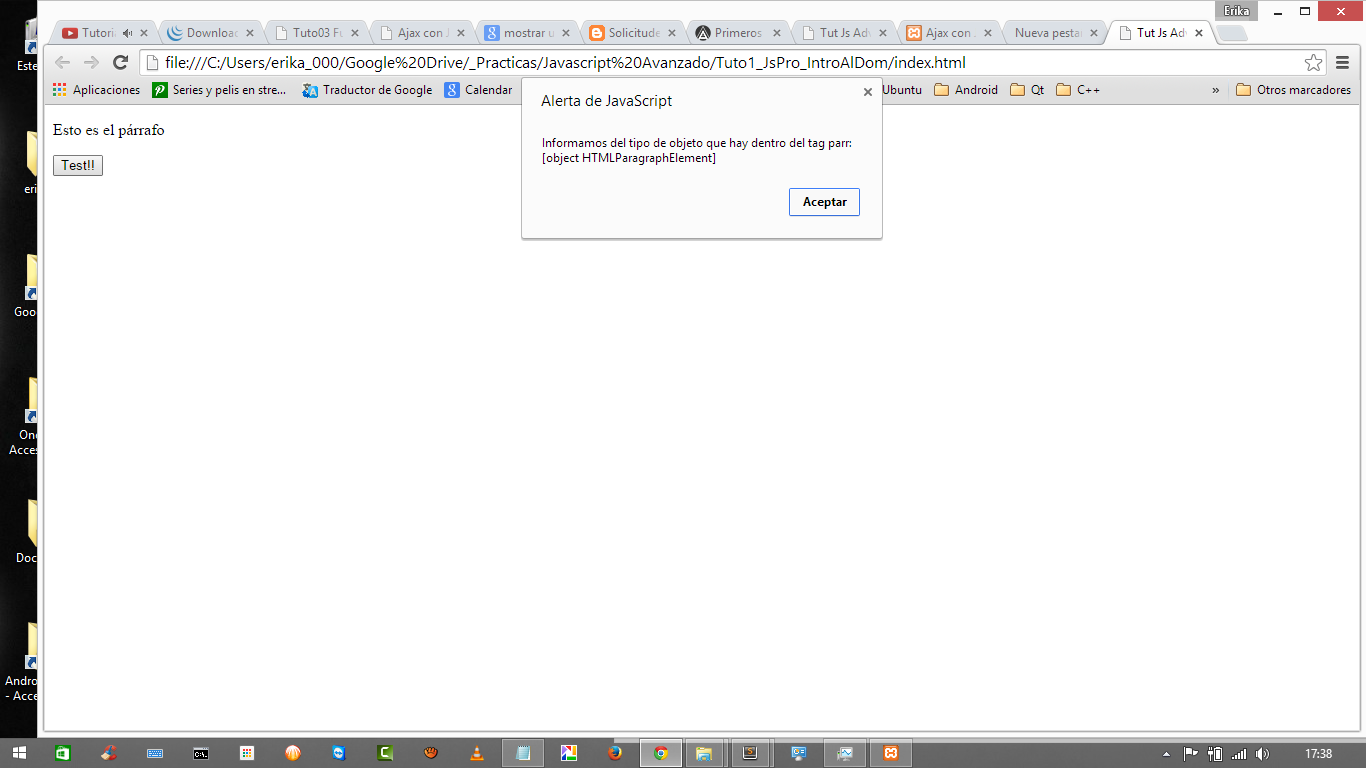 Erika
Tutori
Downloa
Tuto03 Fu
Ajax con J
mostrar u
Solicitude
Primeros
Tut Js Adv
Ajax con
Nueva pesta
Tut Js Adv
file:///C:/Users/erika_000/Google%20Drive/_Practicas/Javascript%20Avanzado/Tuto1_JsPro_IntroAlDom/index.html
Aplicaciones
Series y pelis en stre...
Traductor de Google
Calendar
Ubuntu
Android
Qt
C++
»
Otros marcadores
Alerta de JavaScript
Informamos del tipo de objeto que hay dentro del tag parr:
[object HTMLParagraphElement]
Aceptar
Esto es el párrafo
Test!!
Este
eri
Goo
On
Acces
Doc
Andro
- Acce
C:\_
17:38